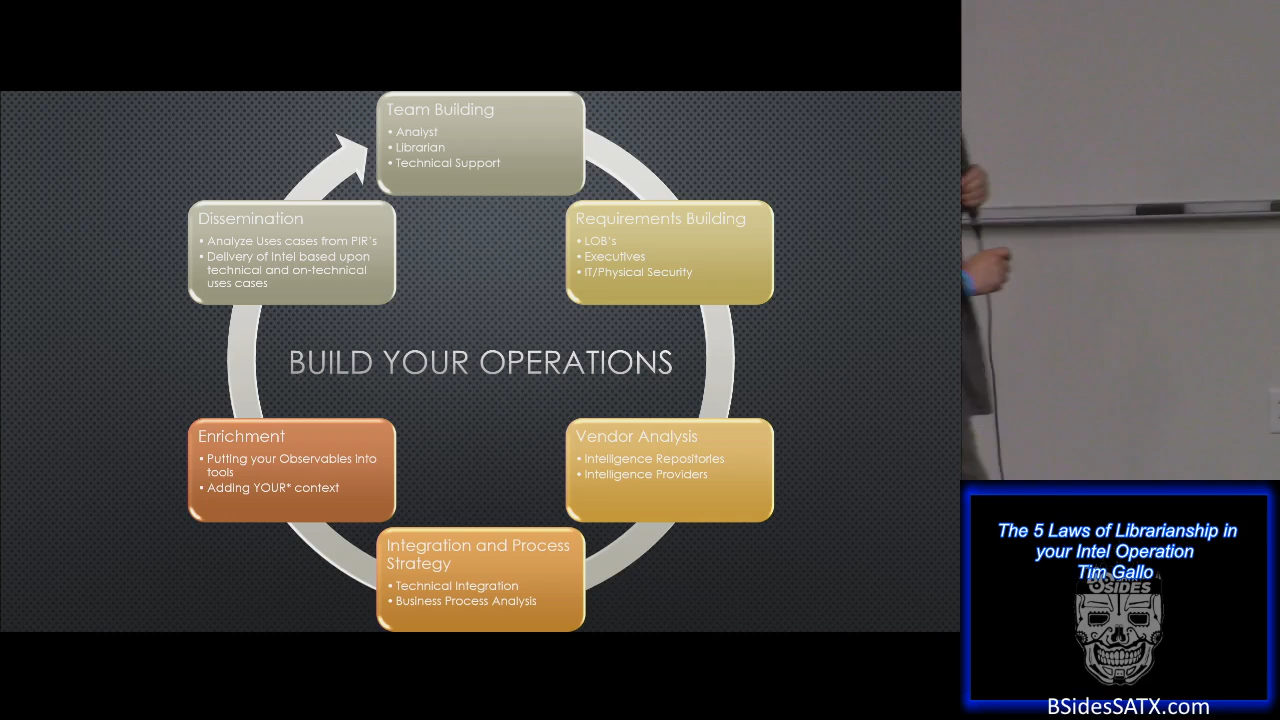 Team Building
• Analyst
• Librarian
• Technical Support
Requirements Building
• LOB's
• Executives
• IT/Physical Security
Vendor Analysis
• Intelligence Repositories
• Intelligence Providers
Integration and Process
Strategy
• Technical Integration
• Business Process Analysis
Enrichment
• Putting your Observables into
tools
• Adding YOUR* context
Dissemination
• Analyze Uses cases from PIR's
• Delivery of Intel based upon
technical and on-technical
uses cases
BUILD YOUR OPERATIONS
The 5 Laws of Librarianship in
your Intel Operation
Tim Gallo
BSIDES
BSidesSATX.com